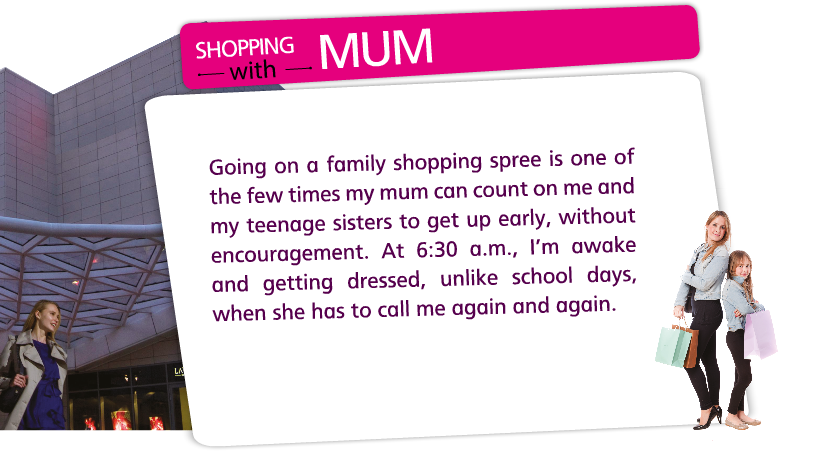 SHOPPING
with
MUM
Going on a family shopping spree is one of
the few times my mum can count on me and
my teenage sisters to get up early, without
encouragement. At 6:30 a.m., I'm awake
and getting dressed, unlike school days,
when she has to call me again and again.